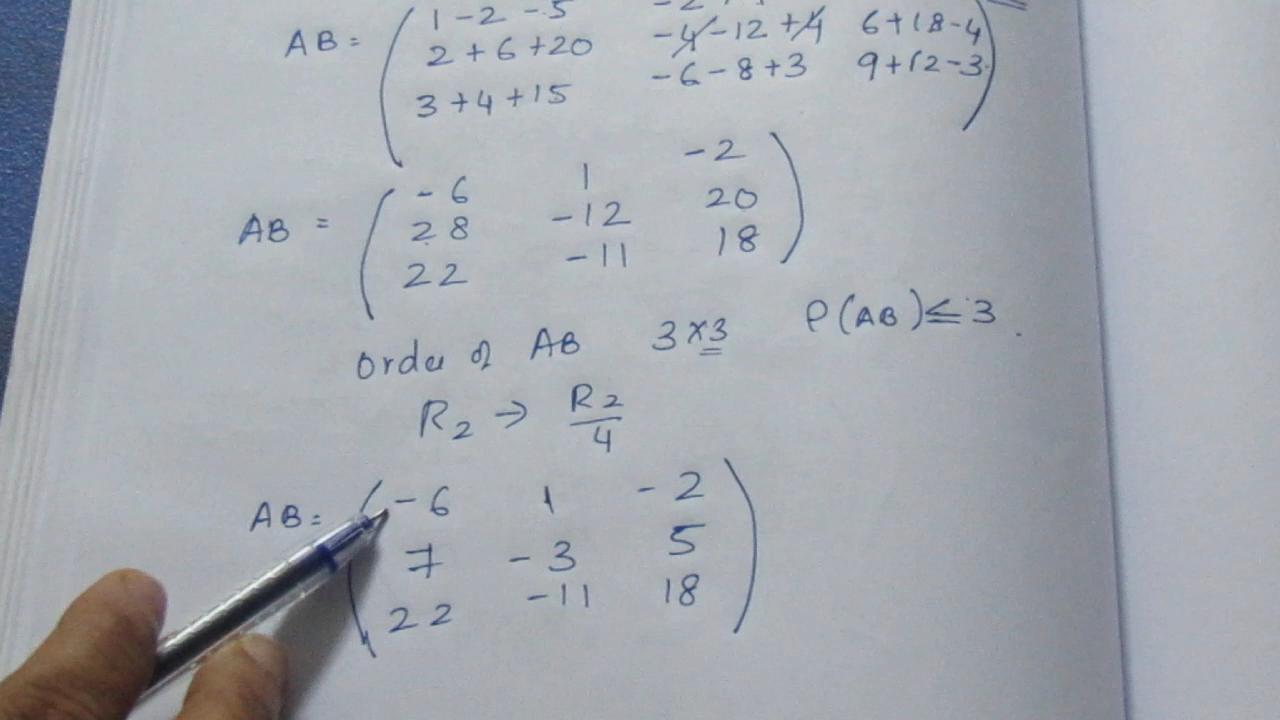 1 - 2 - 5 - 2
AB = 2 + 6 + 20 - 4 - 12 + 4 6 + 18 - 4
3 + 4 + 15 - 6 - 8 + 3 9 + 12 - 3
- 6 1 - 2
AB = 28 - 12 20
22 - 11 18
Order of AB 3 × 3 ρ(AB) ≤ 3 .
R2 → R2/4
AB = - 6 1 - 2
7 - 3 5
22 - 11 18